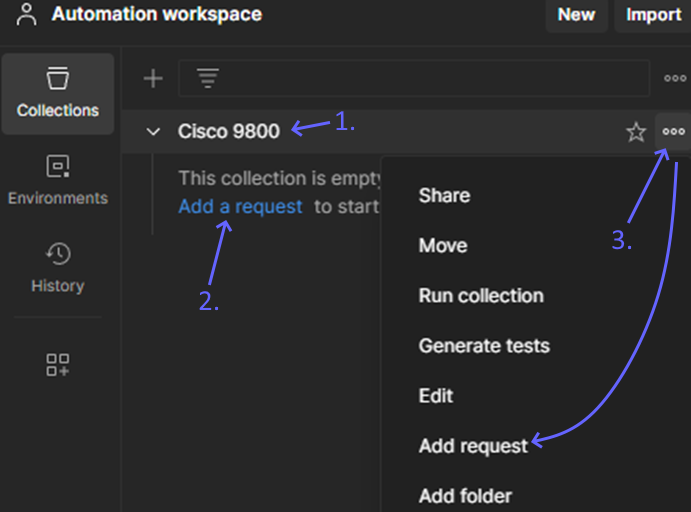 Automation workspace
New
Import
Collections
Cisco 9800
1.
This collection is empty
Add a request to start
2.
3.
Environments
History
Share
Move
Run collection
Generate tests
Edit
Add request
Add folder